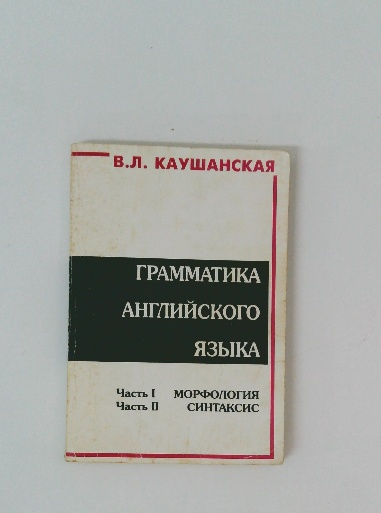 В.Л. КАУШАНСКАЯ
ГРАММАТИКА
АНГЛИЙСКОГО
ЯЗЫКА
Часть I МОРФОЛОГИЯ
Часть II СИНТАКСИС